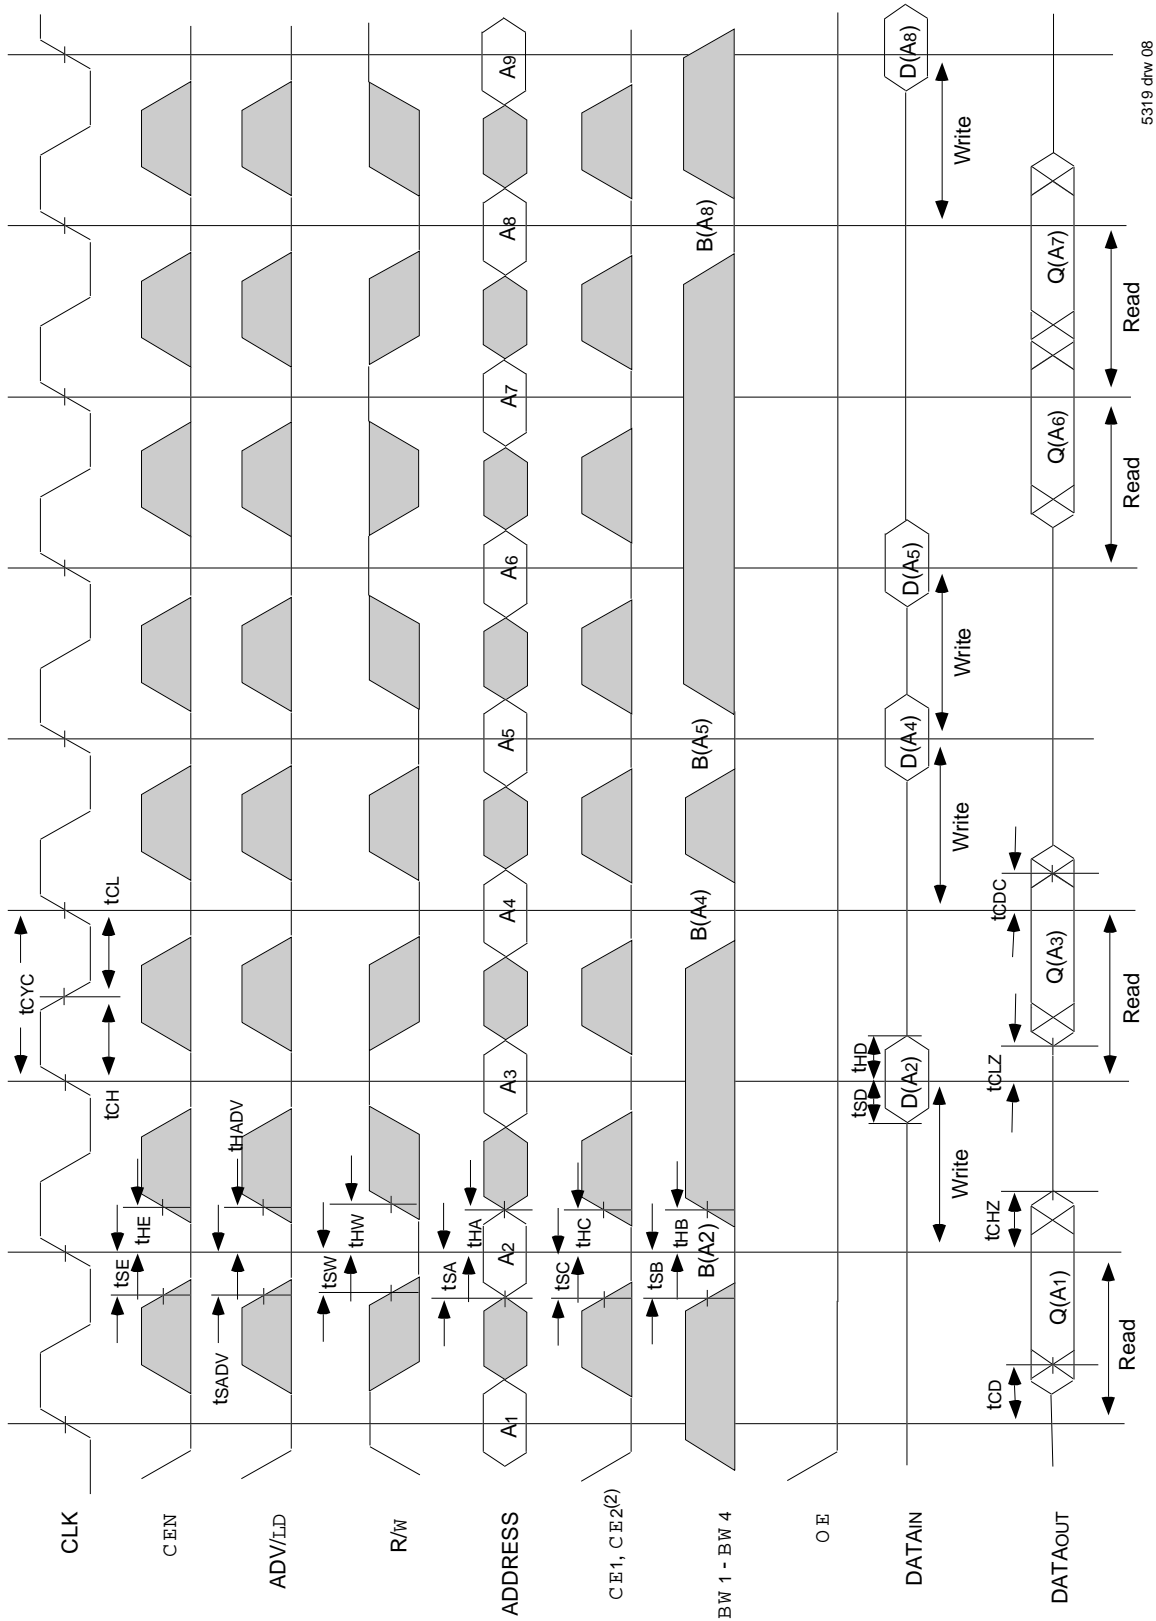 tCYC
tCH
tCL
CLK
tSE
tHE
CEN
tSADV
tHADV
ADV/LD
tSW
tHW
R/W
tSA
tHA
ADDRESS
A1
A2
A3
A4
A5
A6
A7
A8
A9
tSC
tHC
CE1, CE2(2)
tSB
tHB
BW1 - BW4
B(A2)
B(A4)
B(A5)
B(A8)
OE
tSD
tHD
DATAIN
D(A2)
D(A4)
D(A5)
D(A8)
Write
Write
Write
Write
tCD
tCHZ
tCLZ
tCDC
DATAOUT
Q(A1)
Q(A3)
Q(A6)
Q(A7)
Read
Read
Read
Read
5319 drw 08